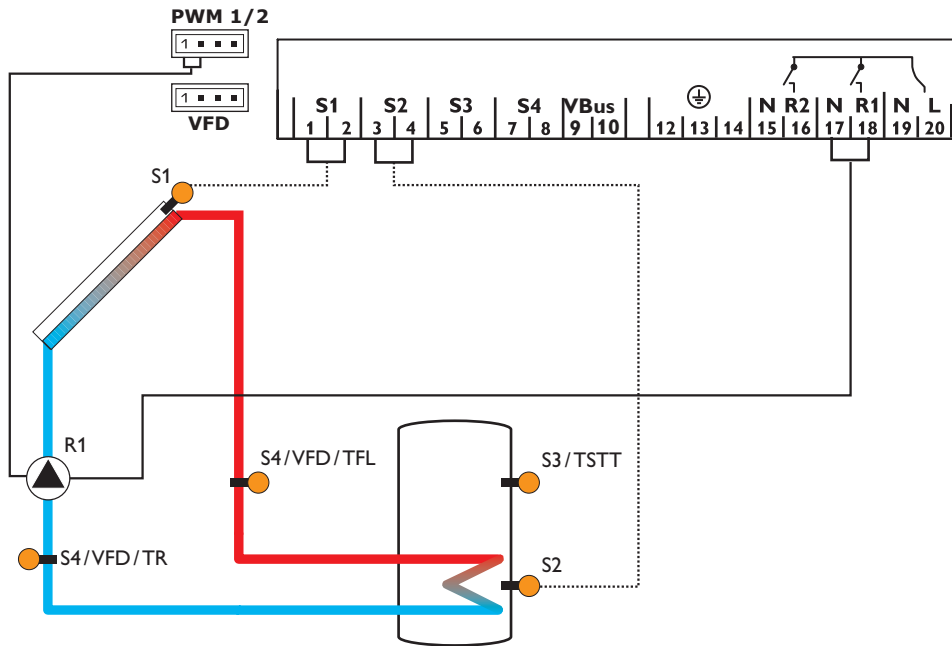 PWM 1/2
1
1
VFD
S1 S2 S3 S4 VBus N R2 N R1 N L
1 2 3 4 5 6 7 8 9 10 12 13 14 15 16 17 18 19 20
S1
R1
S4/VFD/TFL
S3/TSTT
S4/VFD/TR
S2